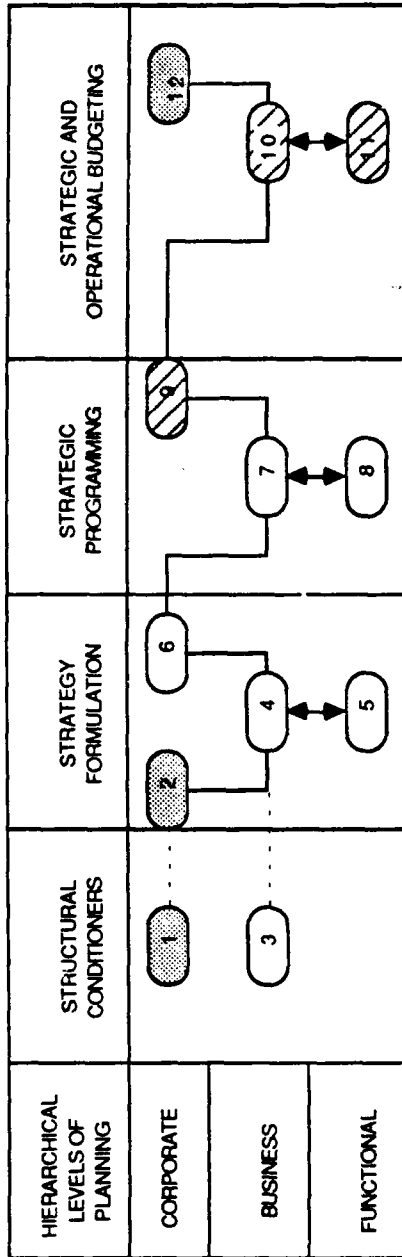 HIERARCHICAL
LEVELS OF
PLANNING
STRUCTURAL
CONDITIONERS
STRATEGY
FORMULATION
STRATEGIC
PROGRAMMING
STRATEGIC AND
OPERATIONAL BUDGETING
CORPORATE
1
2
6
9
12
BUSINESS
3
4
7
10
FUNCTIONAL
5
8
11